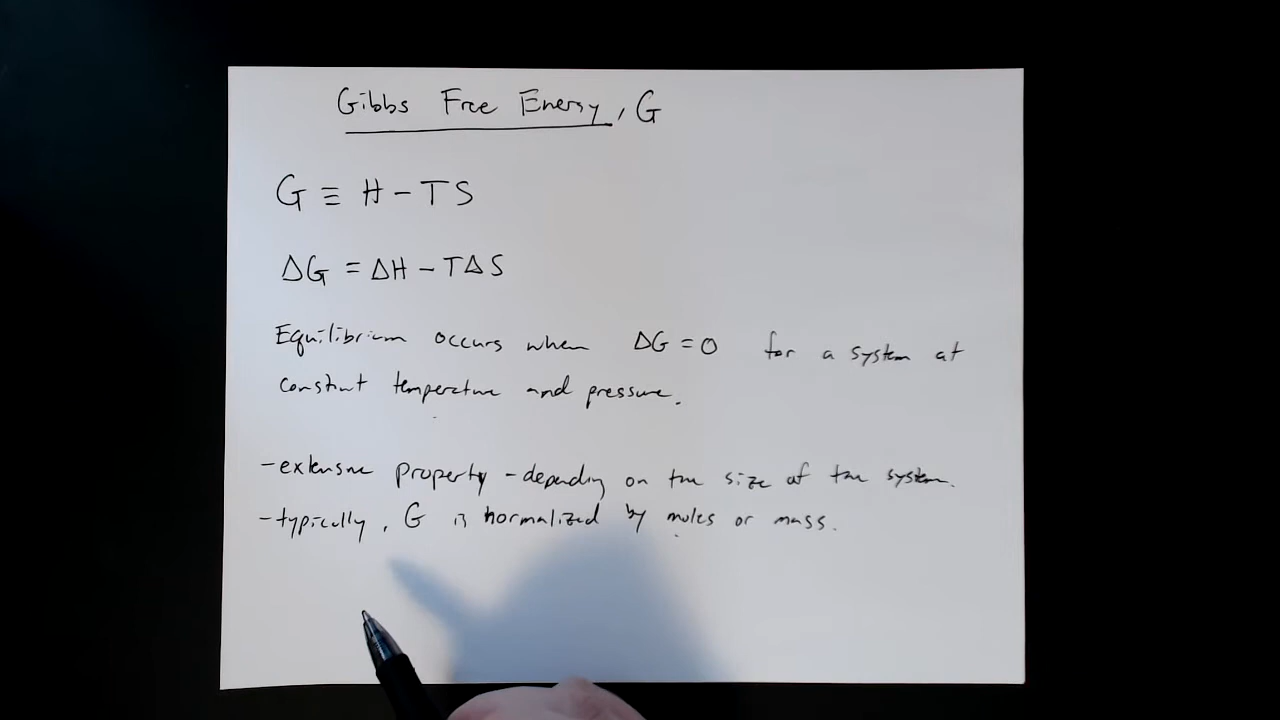 Gibbs Free Energy, G
G ≡ H - TS
ΔG = ΔH - TΔS
Equilibrium occurs when ΔG = 0 for a system at
constant temperature and pressure.
- extensive property - depending on the size of the system.
- typically, G is normalized by moles or mass.